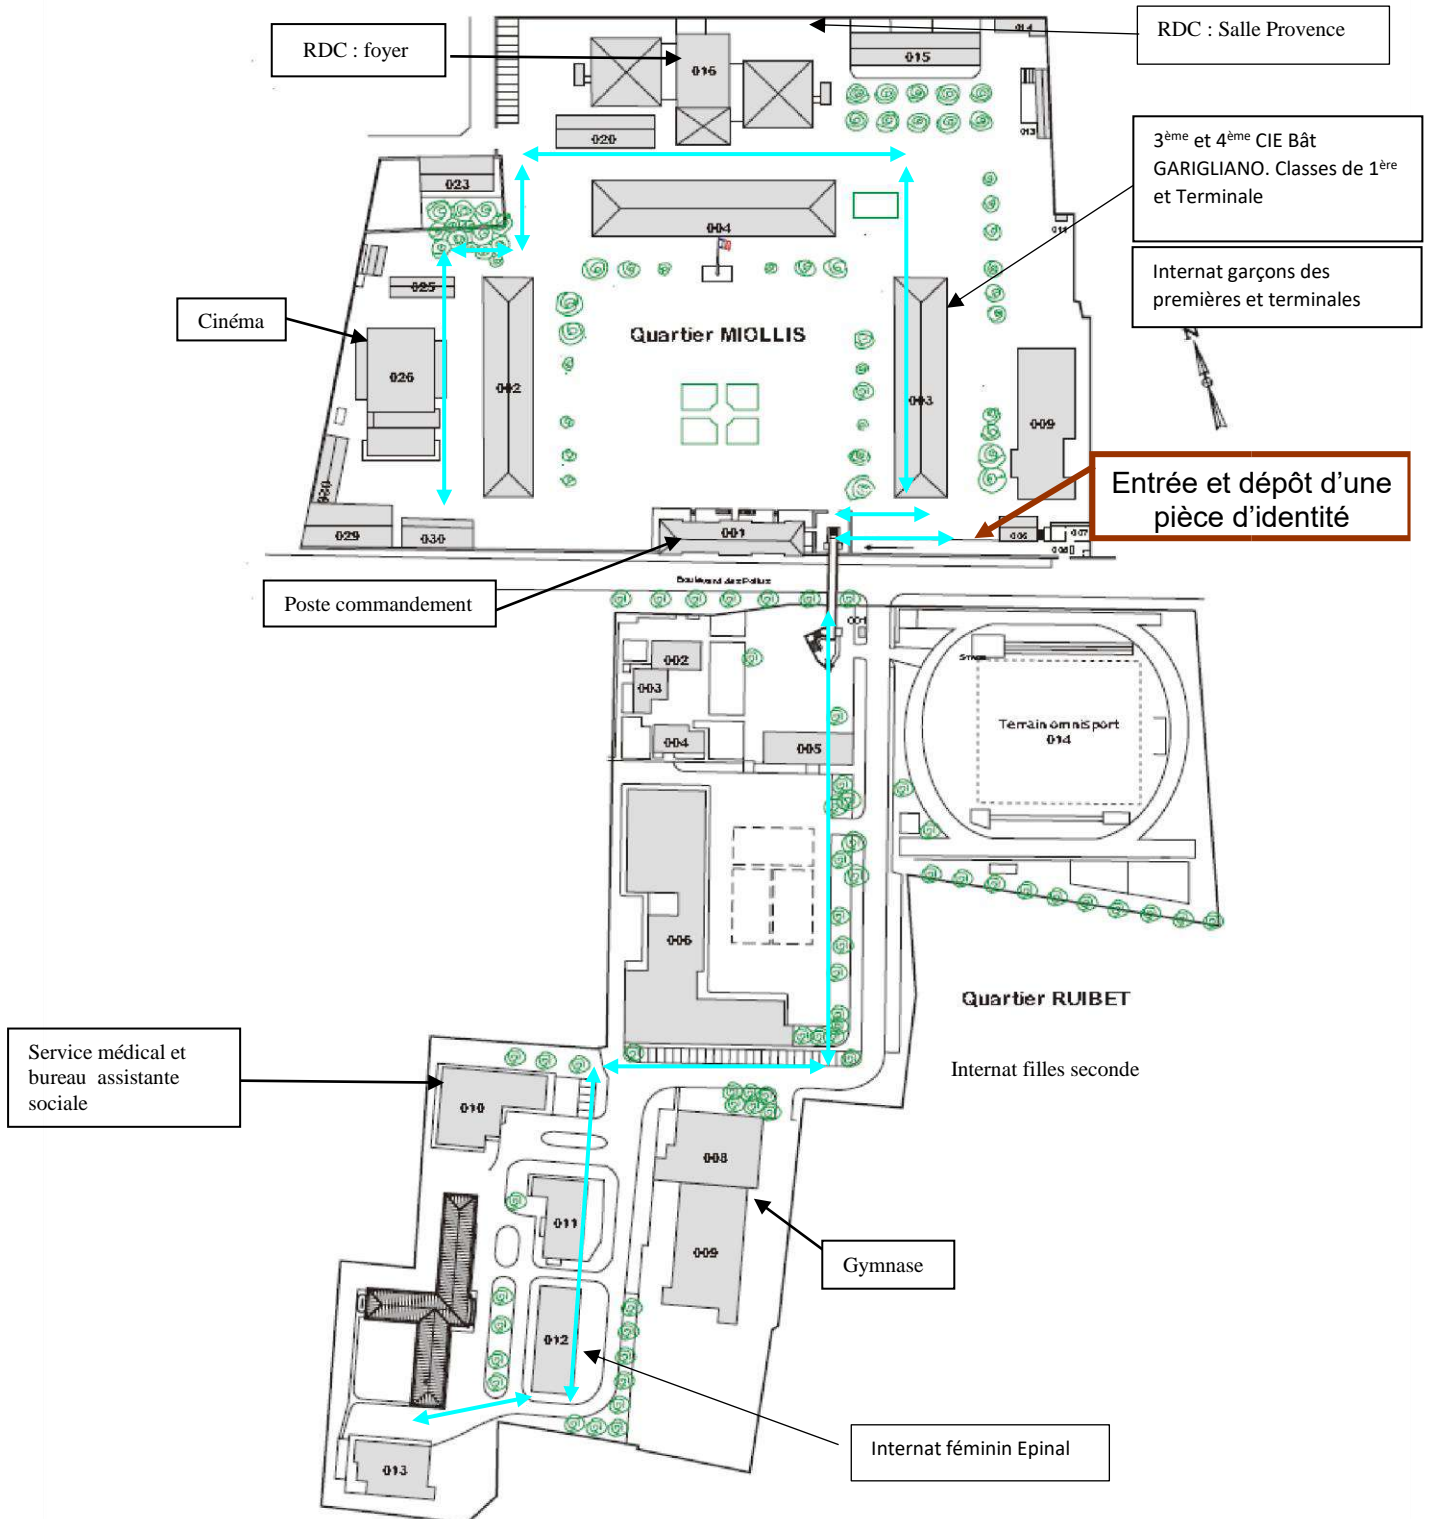 RDC : foyer
RDC : Salle Provence
014
015
016
013
020
3ème et 4ème CIE Bât
GARIGLIANO. Classes de 1ère
et Terminale
023
004
011
Internat garçons des
premières et terminales
025
Cinéma
Quartier MIOLLIS
N
026
002
003
009
Entrée et dépôt d'une
pièce d'identité
029
030
001
006
007
008
Boulevard des Poilus
Poste commandement
001
002
003
Stage
004
005
Terrain omnisport
014
006
Quartier RUIBET
Service médical et
bureau assistante
sociale
Internat filles seconde
010
008
011
009
Gymnase
012
Internat féminin Epinal
013